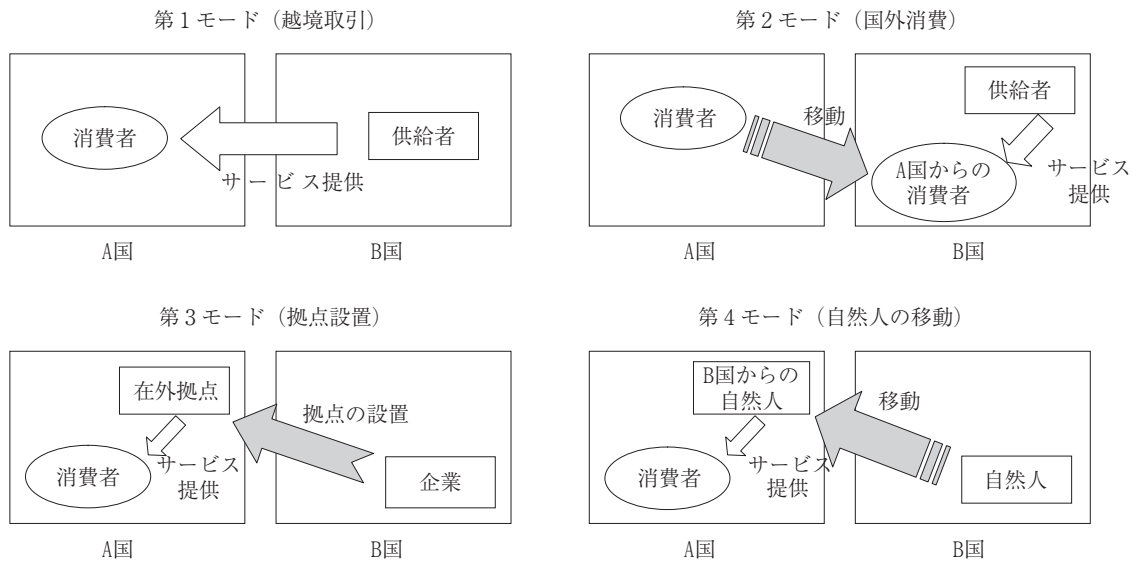 第１モード（越境取引）
消費者
供給者
サービス提供
A国
B国
第２モード（国外消費）
消費者
移動
供給者
A国からの
消費者
サービス
提供
A国
B国
第３モード（拠点設置）
在外拠点
拠点の設置
消費者
サービス
提供
企業
A国
B国
第４モード（自然人の移動）
B国からの
自然人
移動
消費者
サービス
提供
自然人
A国
B国